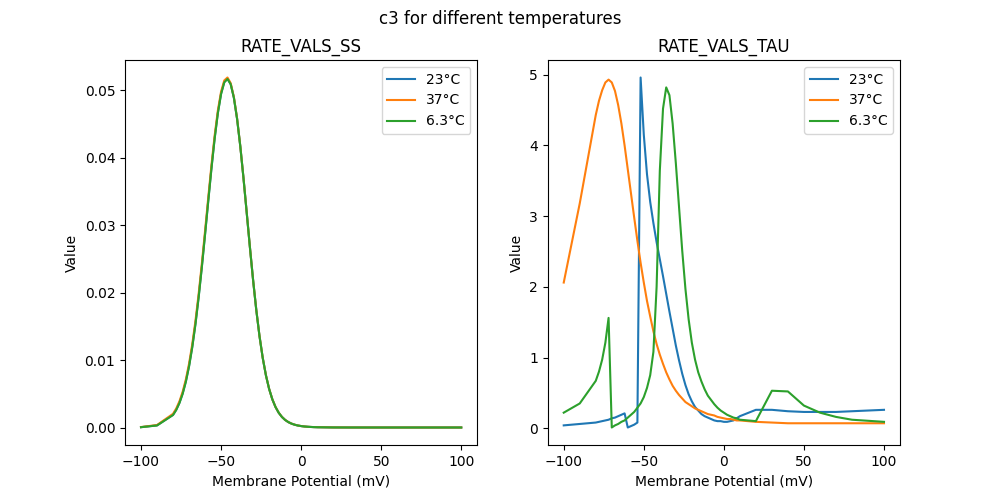 c3 for different temperatures
RATE_VALS_SS
0.05
0.04
0.03
0.02
0.01
0.00
Value
−100
−50
0
50
100
Membrane Potential (mV)
23°C
37°C
6.3°C
RATE_VALS_TAU
5
4
3
2
1
0
Value
−100
−50
0
50
100
Membrane Potential (mV)
23°C
37°C
6.3°C